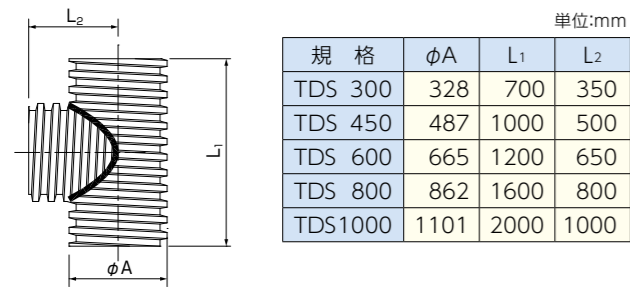 L₂
L₁
φA
単位:mm
規 格 φA L1 L2
TDS 300 328 700 350
TDS 450 487 1000 500
TDS 600 665 1200 650
TDS 800 862 1600 800
TDS1000 1101 2000 1000